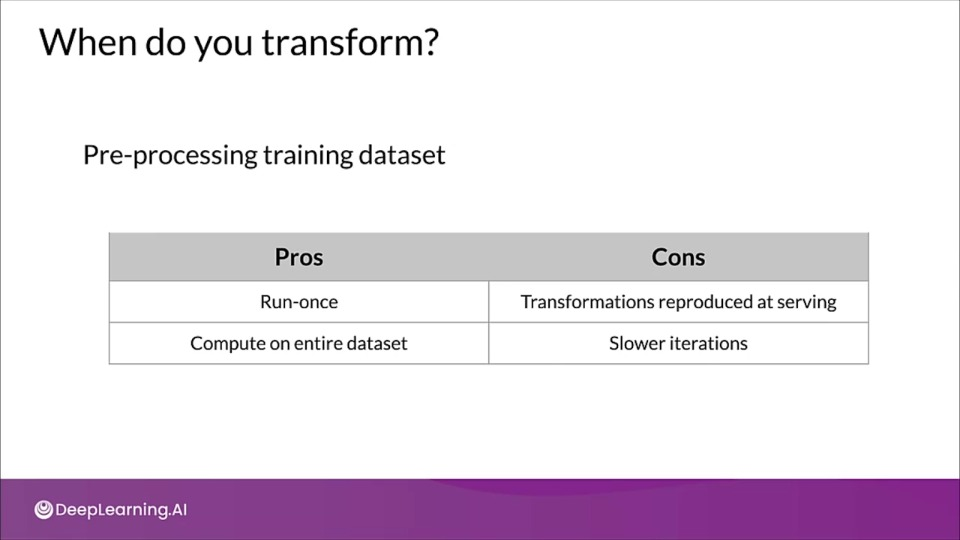 When do you transform?
Pre-processing training dataset
Pros Cons
Run-once Transformations reproduced at serving
Compute on entire dataset Slower iterations
DeepLearning.AI